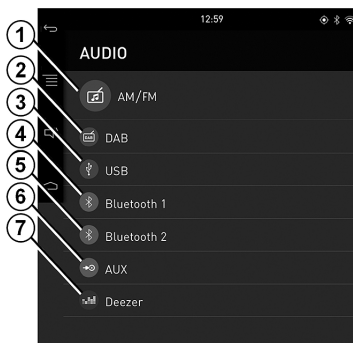 12:59
AUDIO
1
AM/FM
2
DAB
DAB
3
USB
4
Bluetooth 1
5
Bluetooth 2
6
AUX
7
Deezer